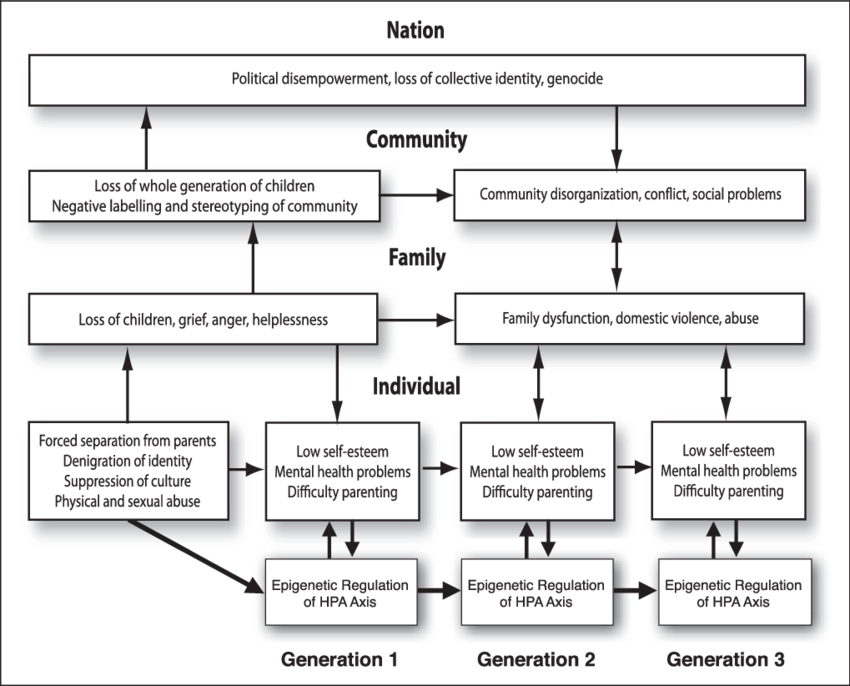 Nation
Political disempowerment, loss of collective identity, genocide
Community
Loss of whole generation of children
Negative labelling and stereotyping of community
Community disorganization, conflict, social problems
Family
Loss of children, grief, anger, helplessness
Family dysfunction, domestic violence, abuse
Individual
Forced separation from parents
Denigration of identity
Suppression of culture
Physical and sexual abuse
Low self-esteem
Mental health problems
Difficulty parenting
Low self-esteem
Mental health problems
Difficulty parenting
Low self-esteem
Mental health problems
Difficulty parenting
Epigenetic Regulation
of HPA Axis
Epigenetic Regulation
of HPA Axis
Epigenetic Regulation
of HPA Axis
Generation 1
Generation 2
Generation 3